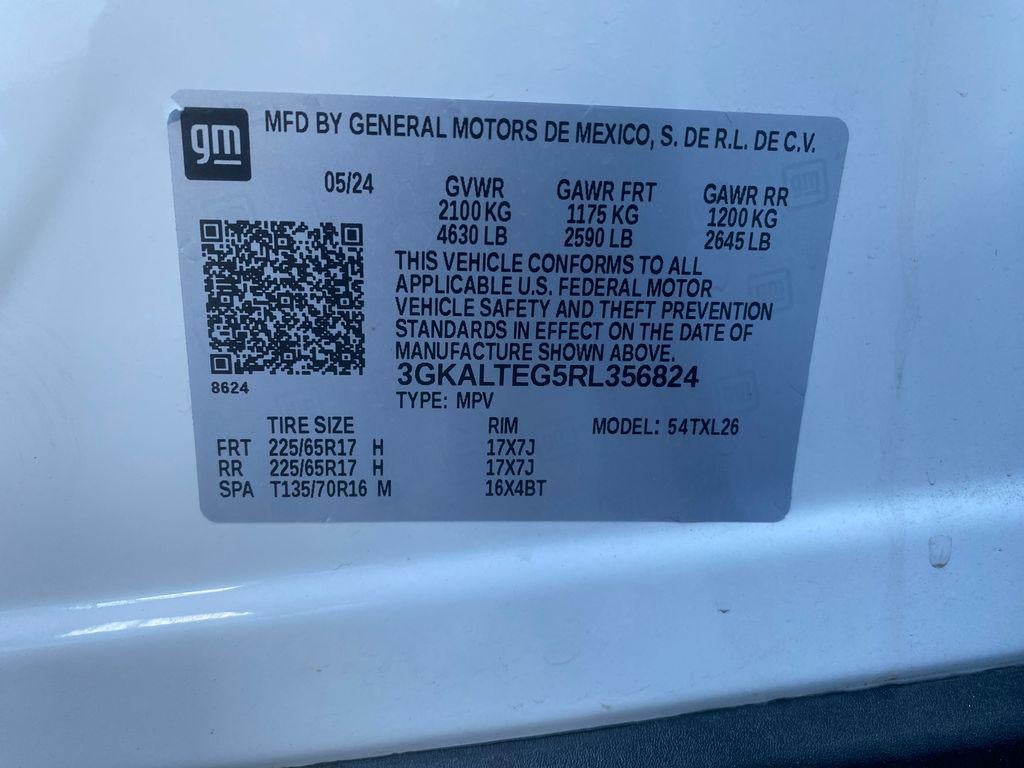 gm
MFD BY GENERAL MOTORS DE MEXICO, S. DE R.L. DE C.V.
05/24 GVWR GAWR FRT GAWR RR
2100 KG 1175 KG 1200 KG
4630 LB 2590 LB 2645 LB
THIS VEHICLE CONFORMS TO ALL
APPLICABLE U.S. FEDERAL MOTOR
VEHICLE SAFETY AND THEFT PREVENTION
STANDARDS IN EFFECT ON THE DATE OF
MANUFACTURE SHOWN ABOVE.
3GKALTEG5RL356824
8624
TYPE: MPV
TIRE SIZE RIM MODEL: 54TXL26
FRT 225/65R17 H 17X7J
RR 225/65R17 H 17X7J
SPA T135/70R16 M 16X4BT